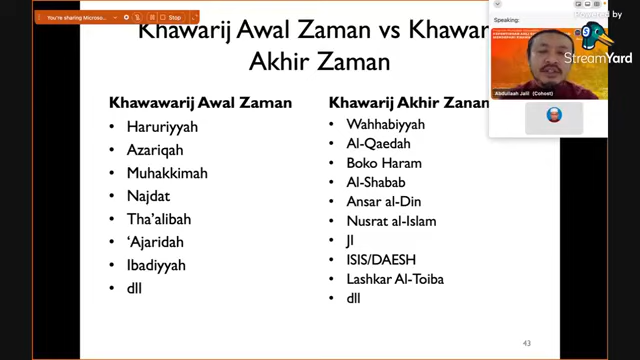 You're sharing Microso...
Stop
Khawarij Awal Zaman vs Khawar
Akhir Zaman
Khawawarij Awal Zaman
• Haruriyyah
• Azariqah
• Muhakkimah
• Najdat
• Tha'alibah
• 'Ajaridah
• Ibadiyyah
• dll
Khawarij Akhir Zanan
• Wahhabiyyah
• Al-Qaedah
• Boko Haram
• Al-Shabab
• Ansar al-Din
• Nusrat al-Islam
• JI
• ISIS/DAESH
• Lashkar Al-Toiba
• dll
43
Speaking:
Abdullaah Jalil (Cohost)
Powered by
StreamYard